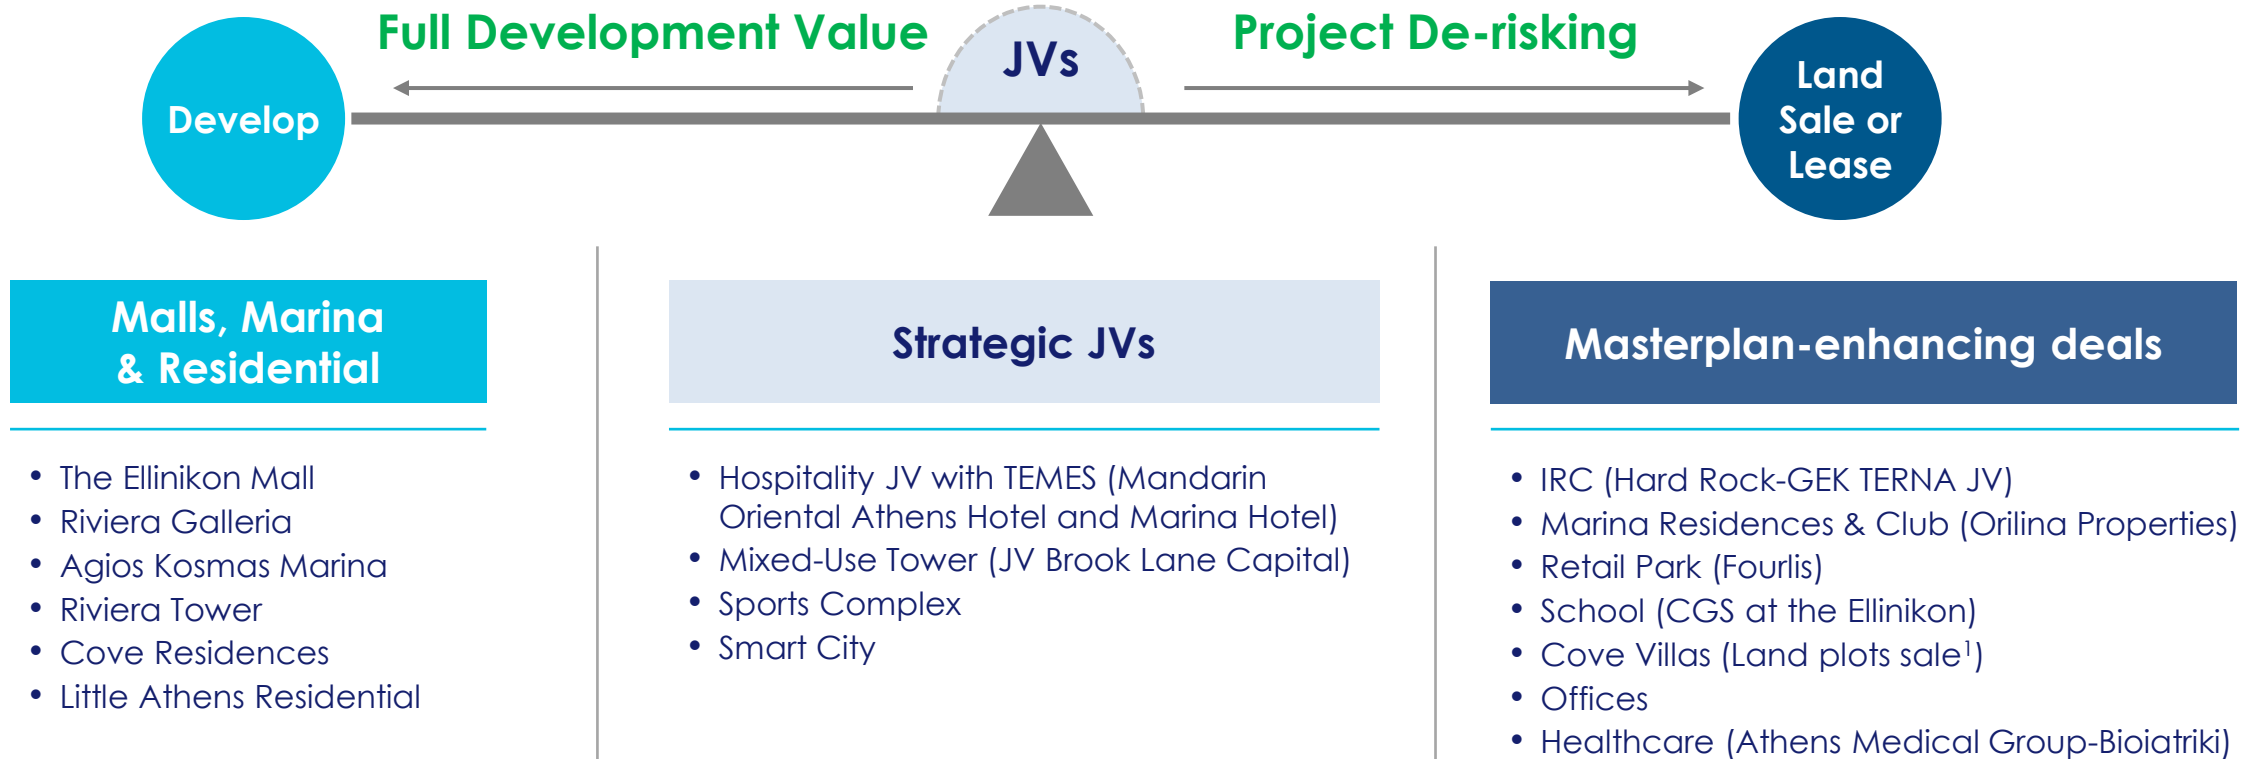 Full Development Value
JVs
Project De-risking
Develop
Land
Sale or
Lease
Malls, Marina
& Residential
• The Ellinikon Mall
• Riviera Galleria
• Agios Kosmas Marina
• Riviera Tower
• Cove Residences
• Little Athens Residential
Strategic JVs
• Hospitality JV with TEMES (Mandarin
Oriental Athens Hotel and Marina Hotel)
• Mixed-Use Tower (JV Brook Lane Capital)
• Sports Complex
• Smart City
Masterplan-enhancing deals
• IRC (Hard Rock-GEK TERNA JV)
• Marina Residences & Club (Orilina Properties)
• Retail Park (Fourlis)
• School (CGS at the Ellinikon)
• Cove Villas (Land plots sale¹)
• Offices
• Healthcare (Athens Medical Group-Bioiatriki)